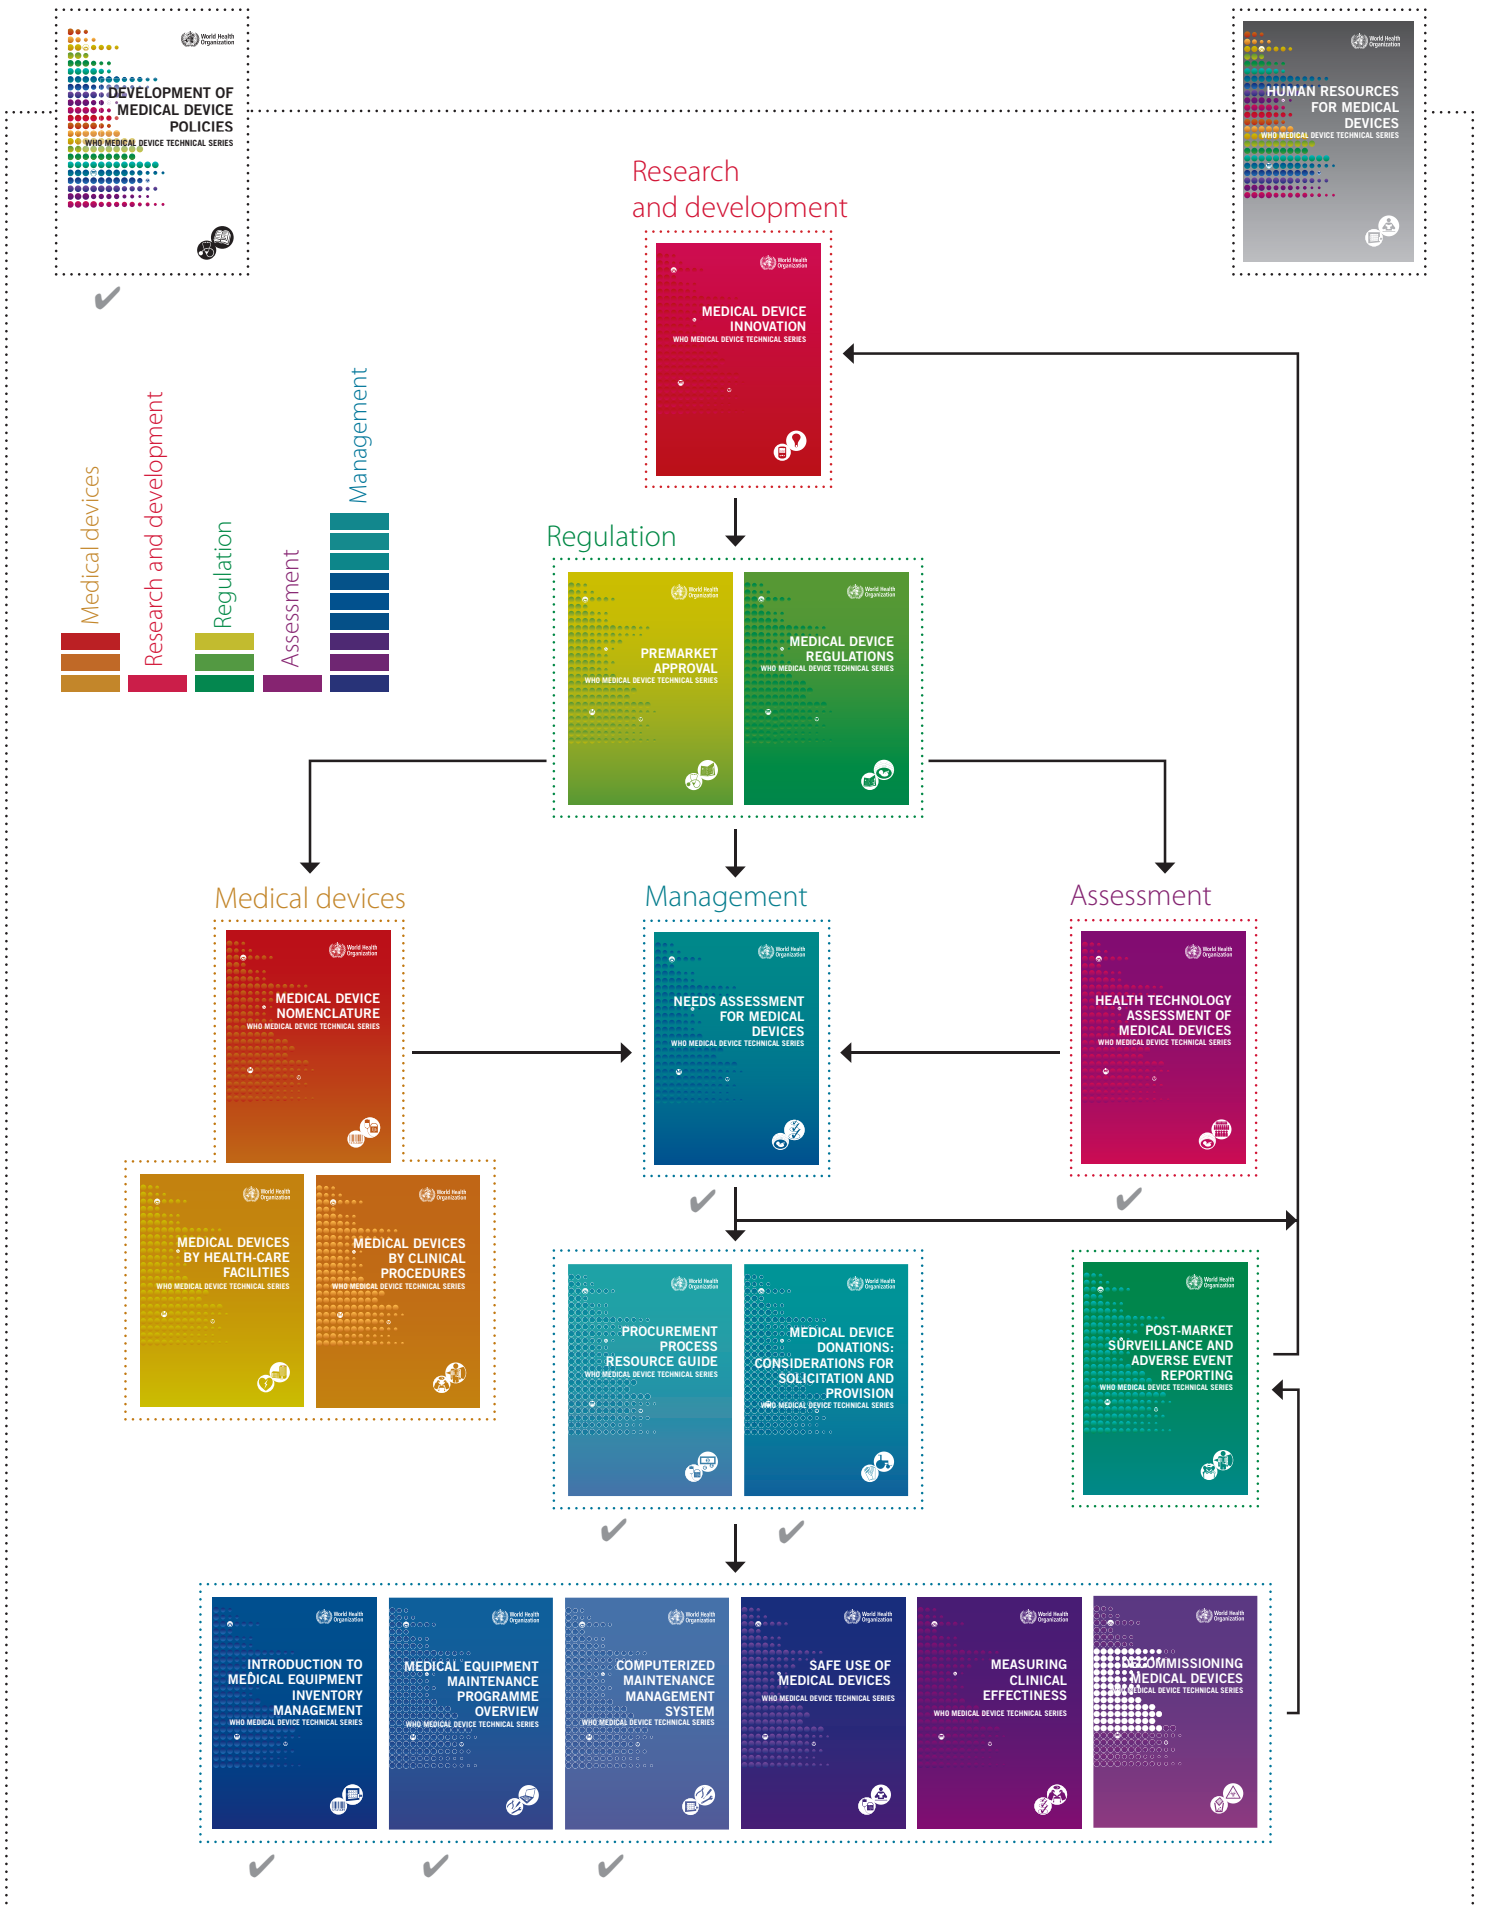 World Health
Organization
DEVELOPMENT OF
MEDICAL DEVICE
POLICIES
WHO MEDICAL DEVICE TECHNICAL SERIES
World Health
Organization
HUMAN RESOURCES
FOR MEDICAL
DEVICES
WHO MEDICAL DEVICE TECHNICAL SERIES
Research
and development
World Health
Organization
MEDICAL DEVICE
INNOVATION
WHO MEDICAL DEVICE TECHNICAL SERIES
Medical devices
Research and development
Regulation
Assessment
Management
Regulation
World Health
Organization
PREMARKET
APPROVAL
WHO MEDICAL DEVICE TECHNICAL SERIES
World Health
Organization
MEDICAL DEVICE
REGULATIONS
WHO MEDICAL DEVICE TECHNICAL SERIES
Medical devices
World Health
Organization
MEDICAL DEVICE
NOMENCLATURE
WHO MEDICAL DEVICE TECHNICAL SERIES
Management
World Health
Organization
NEEDS ASSESSMENT
FOR MEDICAL
DEVICES
WHO MEDICAL DEVICE TECHNICAL SERIES
Assessment
World Health
Organization
HEALTH TECHNOLOGY
ASSESSMENT OF
MEDICAL DEVICES
WHO MEDICAL DEVICE TECHNICAL SERIES
World Health
Organization
MEDICAL DEVICES
BY HEALTH-CARE
FACILITIES
WHO MEDICAL DEVICE TECHNICAL SERIES
World Health
Organization
MEDICAL DEVICES
BY CLINICAL
PROCEDURES
WHO MEDICAL DEVICE TECHNICAL SERIES
World Health
Organization
PROCUREMENT
PROCESS
RESOURCE GUIDE
WHO MEDICAL DEVICE TECHNICAL SERIES
World Health
Organization
MEDICAL DEVICE
DONATIONS:
CONSIDERATIONS FOR
SOLICITATION AND
PROVISION
WHO MEDICAL DEVICE TECHNICAL SERIES
World Health
Organization
POST-MARKET
SURVEILLANCE AND
ADVERSE EVENT
REPORTING
WHO MEDICAL DEVICE TECHNICAL SERIES
World Health
Organization
INTRODUCTION TO
MEDICAL EQUIPMENT
INVENTORY
MANAGEMENT
WHO MEDICAL DEVICE TECHNICAL SERIES
World Health
Organization
MEDICAL EQUIPMENT
MAINTENANCE
PROGRAMME
OVERVIEW
WHO MEDICAL DEVICE TECHNICAL SERIES
World Health
Organization
COMPUTERIZED
MAINTENANCE
MANAGEMENT
SYSTEM
WHO MEDICAL DEVICE TECHNICAL SERIES
World Health
Organization
SAFE USE OF
MEDICAL DEVICES
WHO MEDICAL DEVICE TECHNICAL SERIES
World Health
Organization
MEASURING
CLINICAL
EFFECTINESS
WHO MEDICAL DEVICE TECHNICAL SERIES
World Health
Organization
DECOMMISSIONING
MEDICAL DEVICES
WHO MEDICAL DEVICE TECHNICAL SERIES